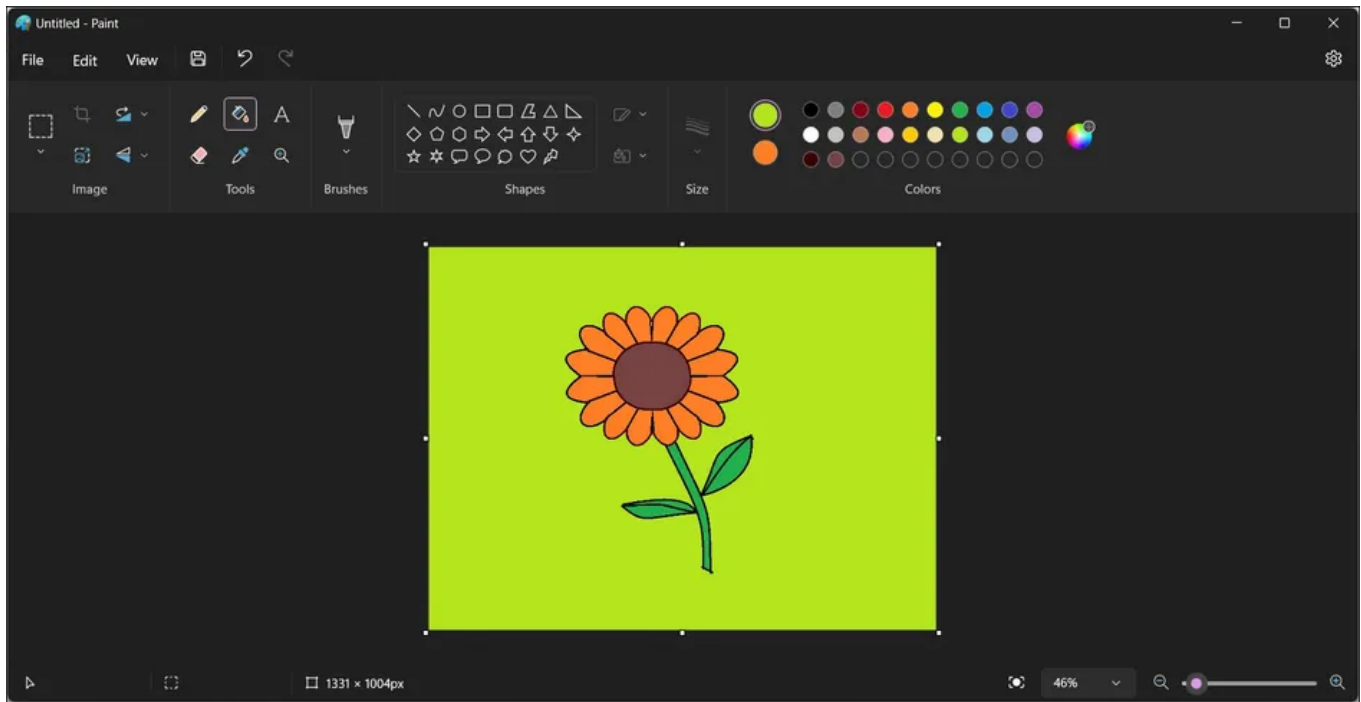 Untitled - Paint
File Edit View
A
Image Tools Brushes Shapes Size Colors
1331 × 1004px
46%